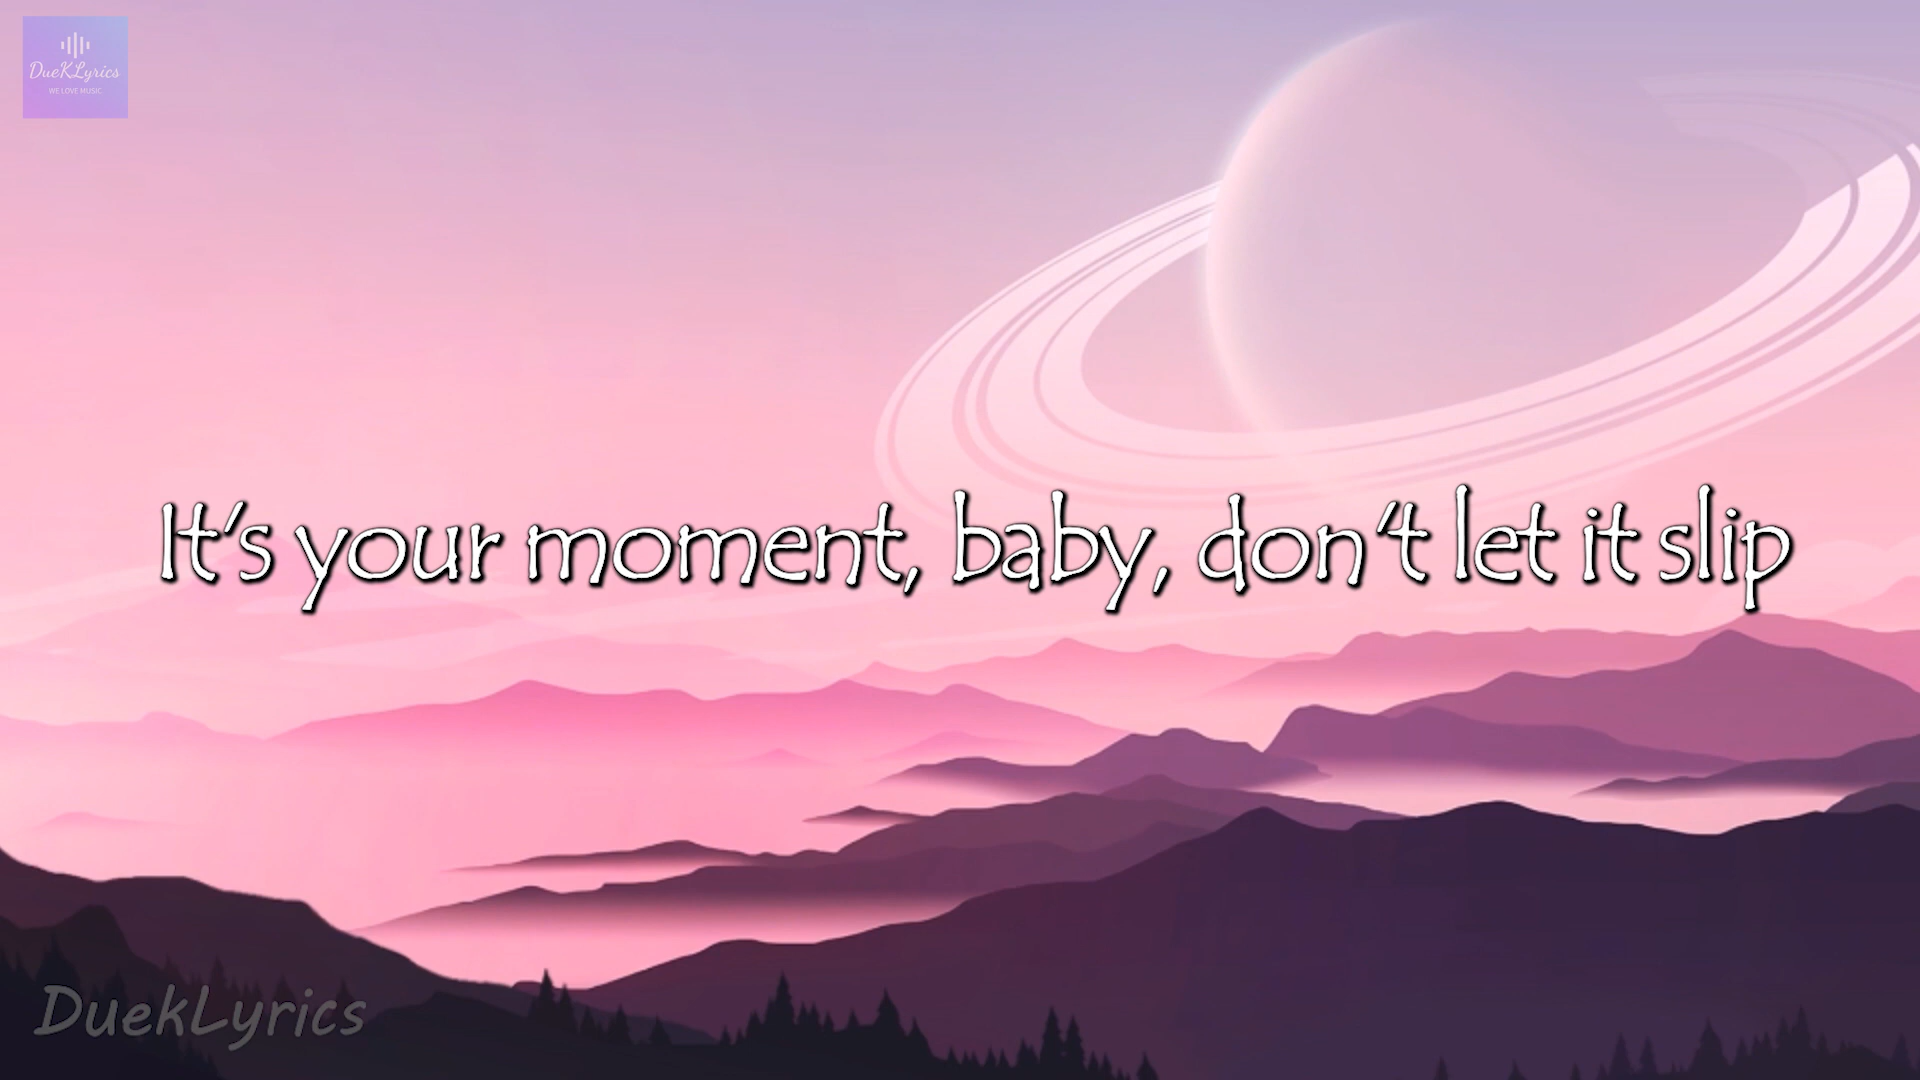 DueKLyrics
WE LOVE MUSIC
It's your moment, baby, don't let it slip
DuekLyrics